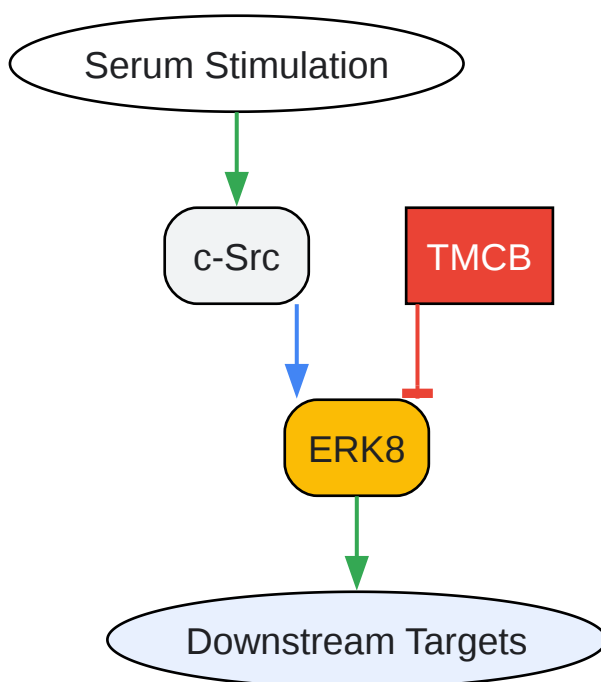 Serum Stimulation
c-Src
TMCB
ERK8
Downstream Targets